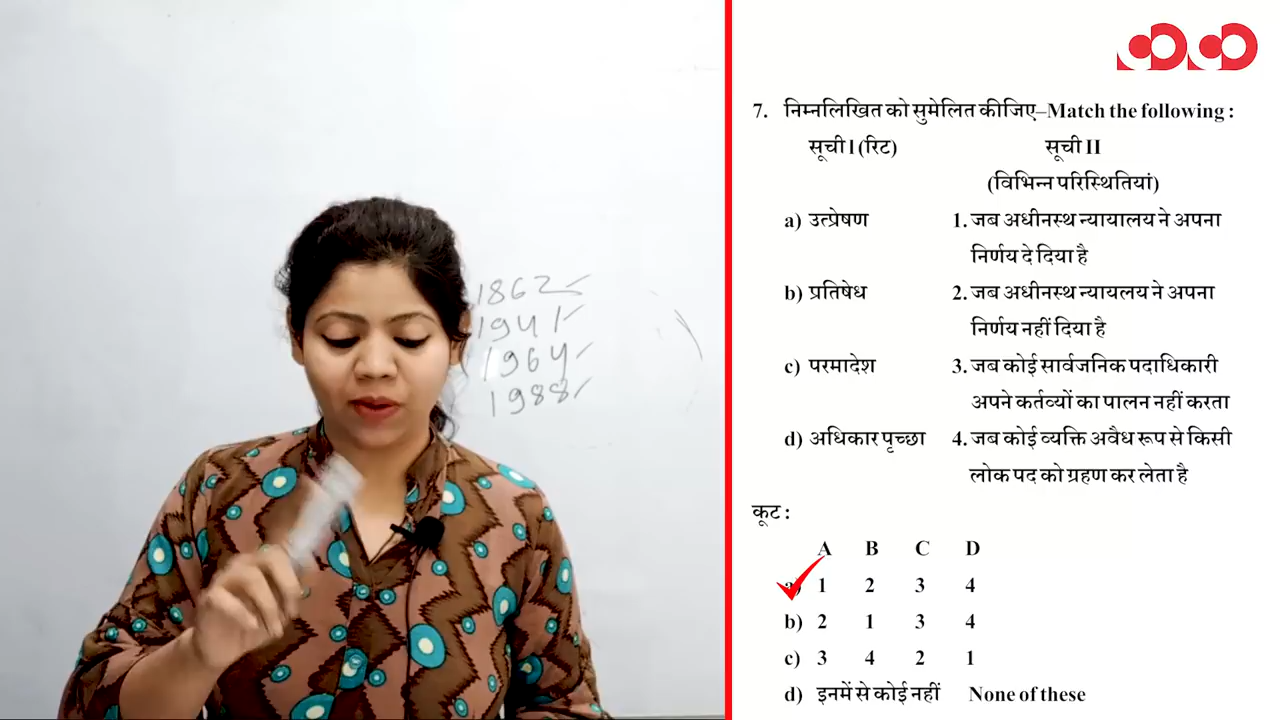 1862
1941
1964
1988
7. निम्नलिखित को सुमेलित कीजिए–Match the following :
सूची I (रिट) सूची II
(विभिन्न परिस्थितियां)
a) उत्प्रेषण 1. जब अधीनस्थ न्यायालय ने अपना
निर्णय दे दिया है
b) प्रतिषेध 2. जब अधीनस्थ न्यायलय ने अपना
निर्णय नहीं दिया है
c) परमादेश 3. जब कोई सार्वजनिक पदाधिकारी
अपने कर्तव्यों का पालन नहीं करता
d) अधिकार पृच्छा 4. जब कोई व्यक्ति अवैध रूप से किसी
लोक पद को ग्रहण कर लेता है
कूट :
A B C D
a) 1 2 3 4
b) 2 1 3 4
c) 3 4 2 1
d) इनमें से कोई नहीं None of these